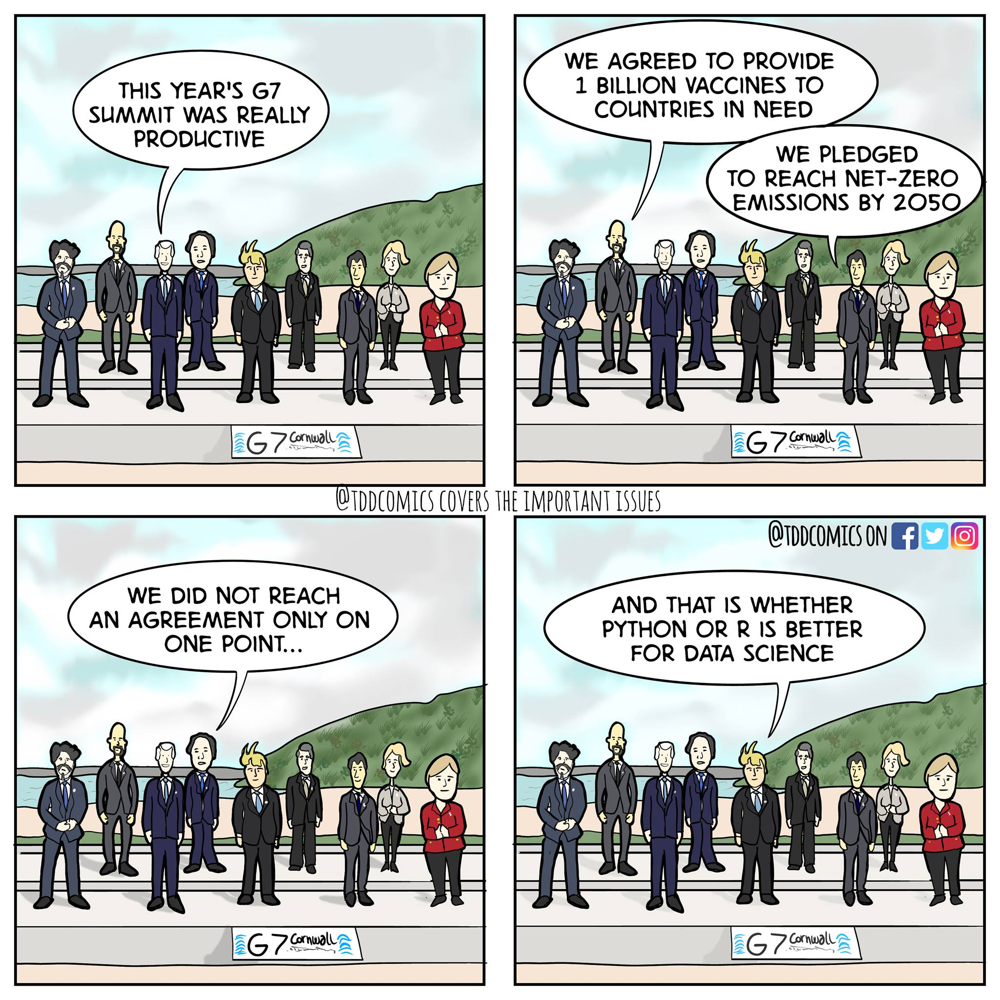 THIS YEAR'S G7
SUMMIT WAS REALLY
PRODUCTIVE
G7 Cornwall
WE AGREED TO PROVIDE
1 BILLION VACCINES TO
COUNTRIES IN NEED
WE PLEDGED
TO REACH NET-ZERO
EMISSIONS BY 2050
G7 Cornwall
@TDDCOMICS COVERS THE IMPORTANT ISSUES
WE DID NOT REACH
AN AGREEMENT ONLY ON
ONE POINT...
G7 Cornwall
@TDDCOMICS ON
AND THAT IS WHETHER
PYTHON OR R IS BETTER
FOR DATA SCIENCE
G7 Cornwall